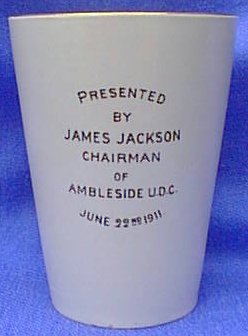 PRESENTED
BY
JAMES JACKSON
CHAIRMAN
OF
AMBLESIDE U.D.C.
JUNE 22ND 1911